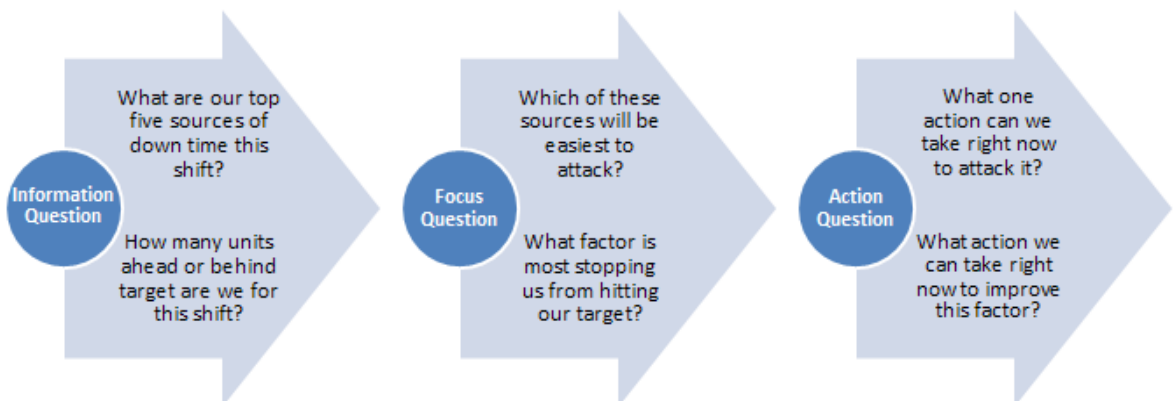 Information
Question
What are our top
five sources of
down time this
shift?
How many units
ahead or behind
target are we for
this shift?
Focus
Question
Which of these
sources will be
easiest to
attack?
What factor is
most stopping
us from hitting
our target?
Action
Question
What one
action can we
take right now
to attack it?
What action we
can take right
now to improve
this factor?